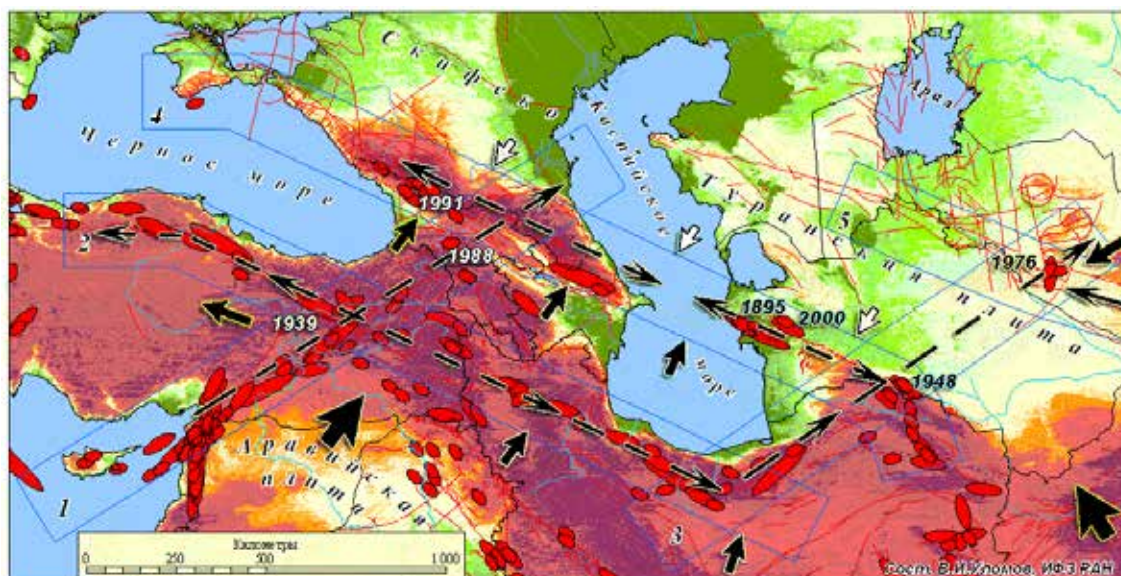 Скифско
Туранская плита
Каспийское море
Арал
Черное море
4
5
1991
1976
2
1988
1895
2000
1939
1948
Аравийская плита
1
3
Километры
0 250 500 1 000
Сост. В.И.Уломов, ИФЗ РАН